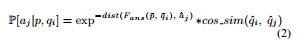 ℙ[a_j|p, q_i] = exp^{-dist(F_{ans}(p̄, q̄_i), â_j)} * cos_sim(q̂_i, q̂_j)
(2)